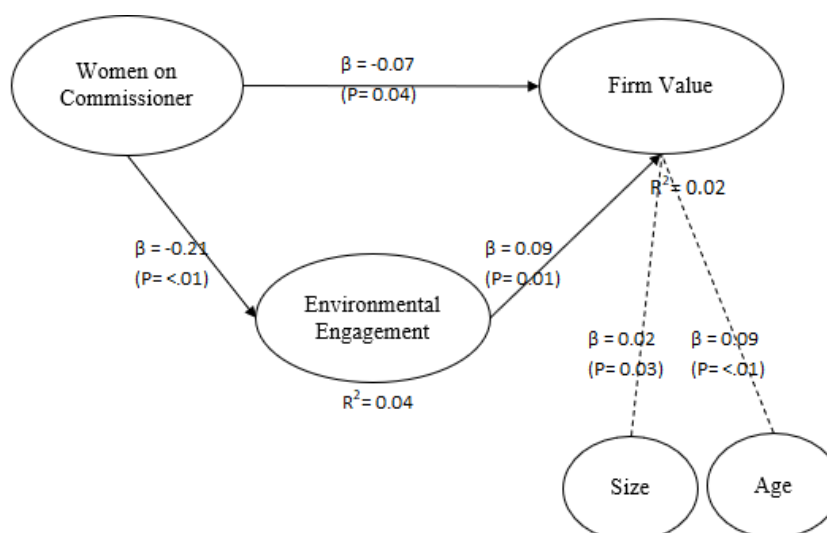 Women on
Commissioner
β = -0.07
(P= 0.04)
Firm Value
R²= 0.02
β = -0.21
(P= <.01)
Environmental
Engagement
R²= 0.04
β = 0.09
(P= 0.01)
β = 0.02
(P= 0.03)
β = 0.09
(P= <.01)
Size
Age